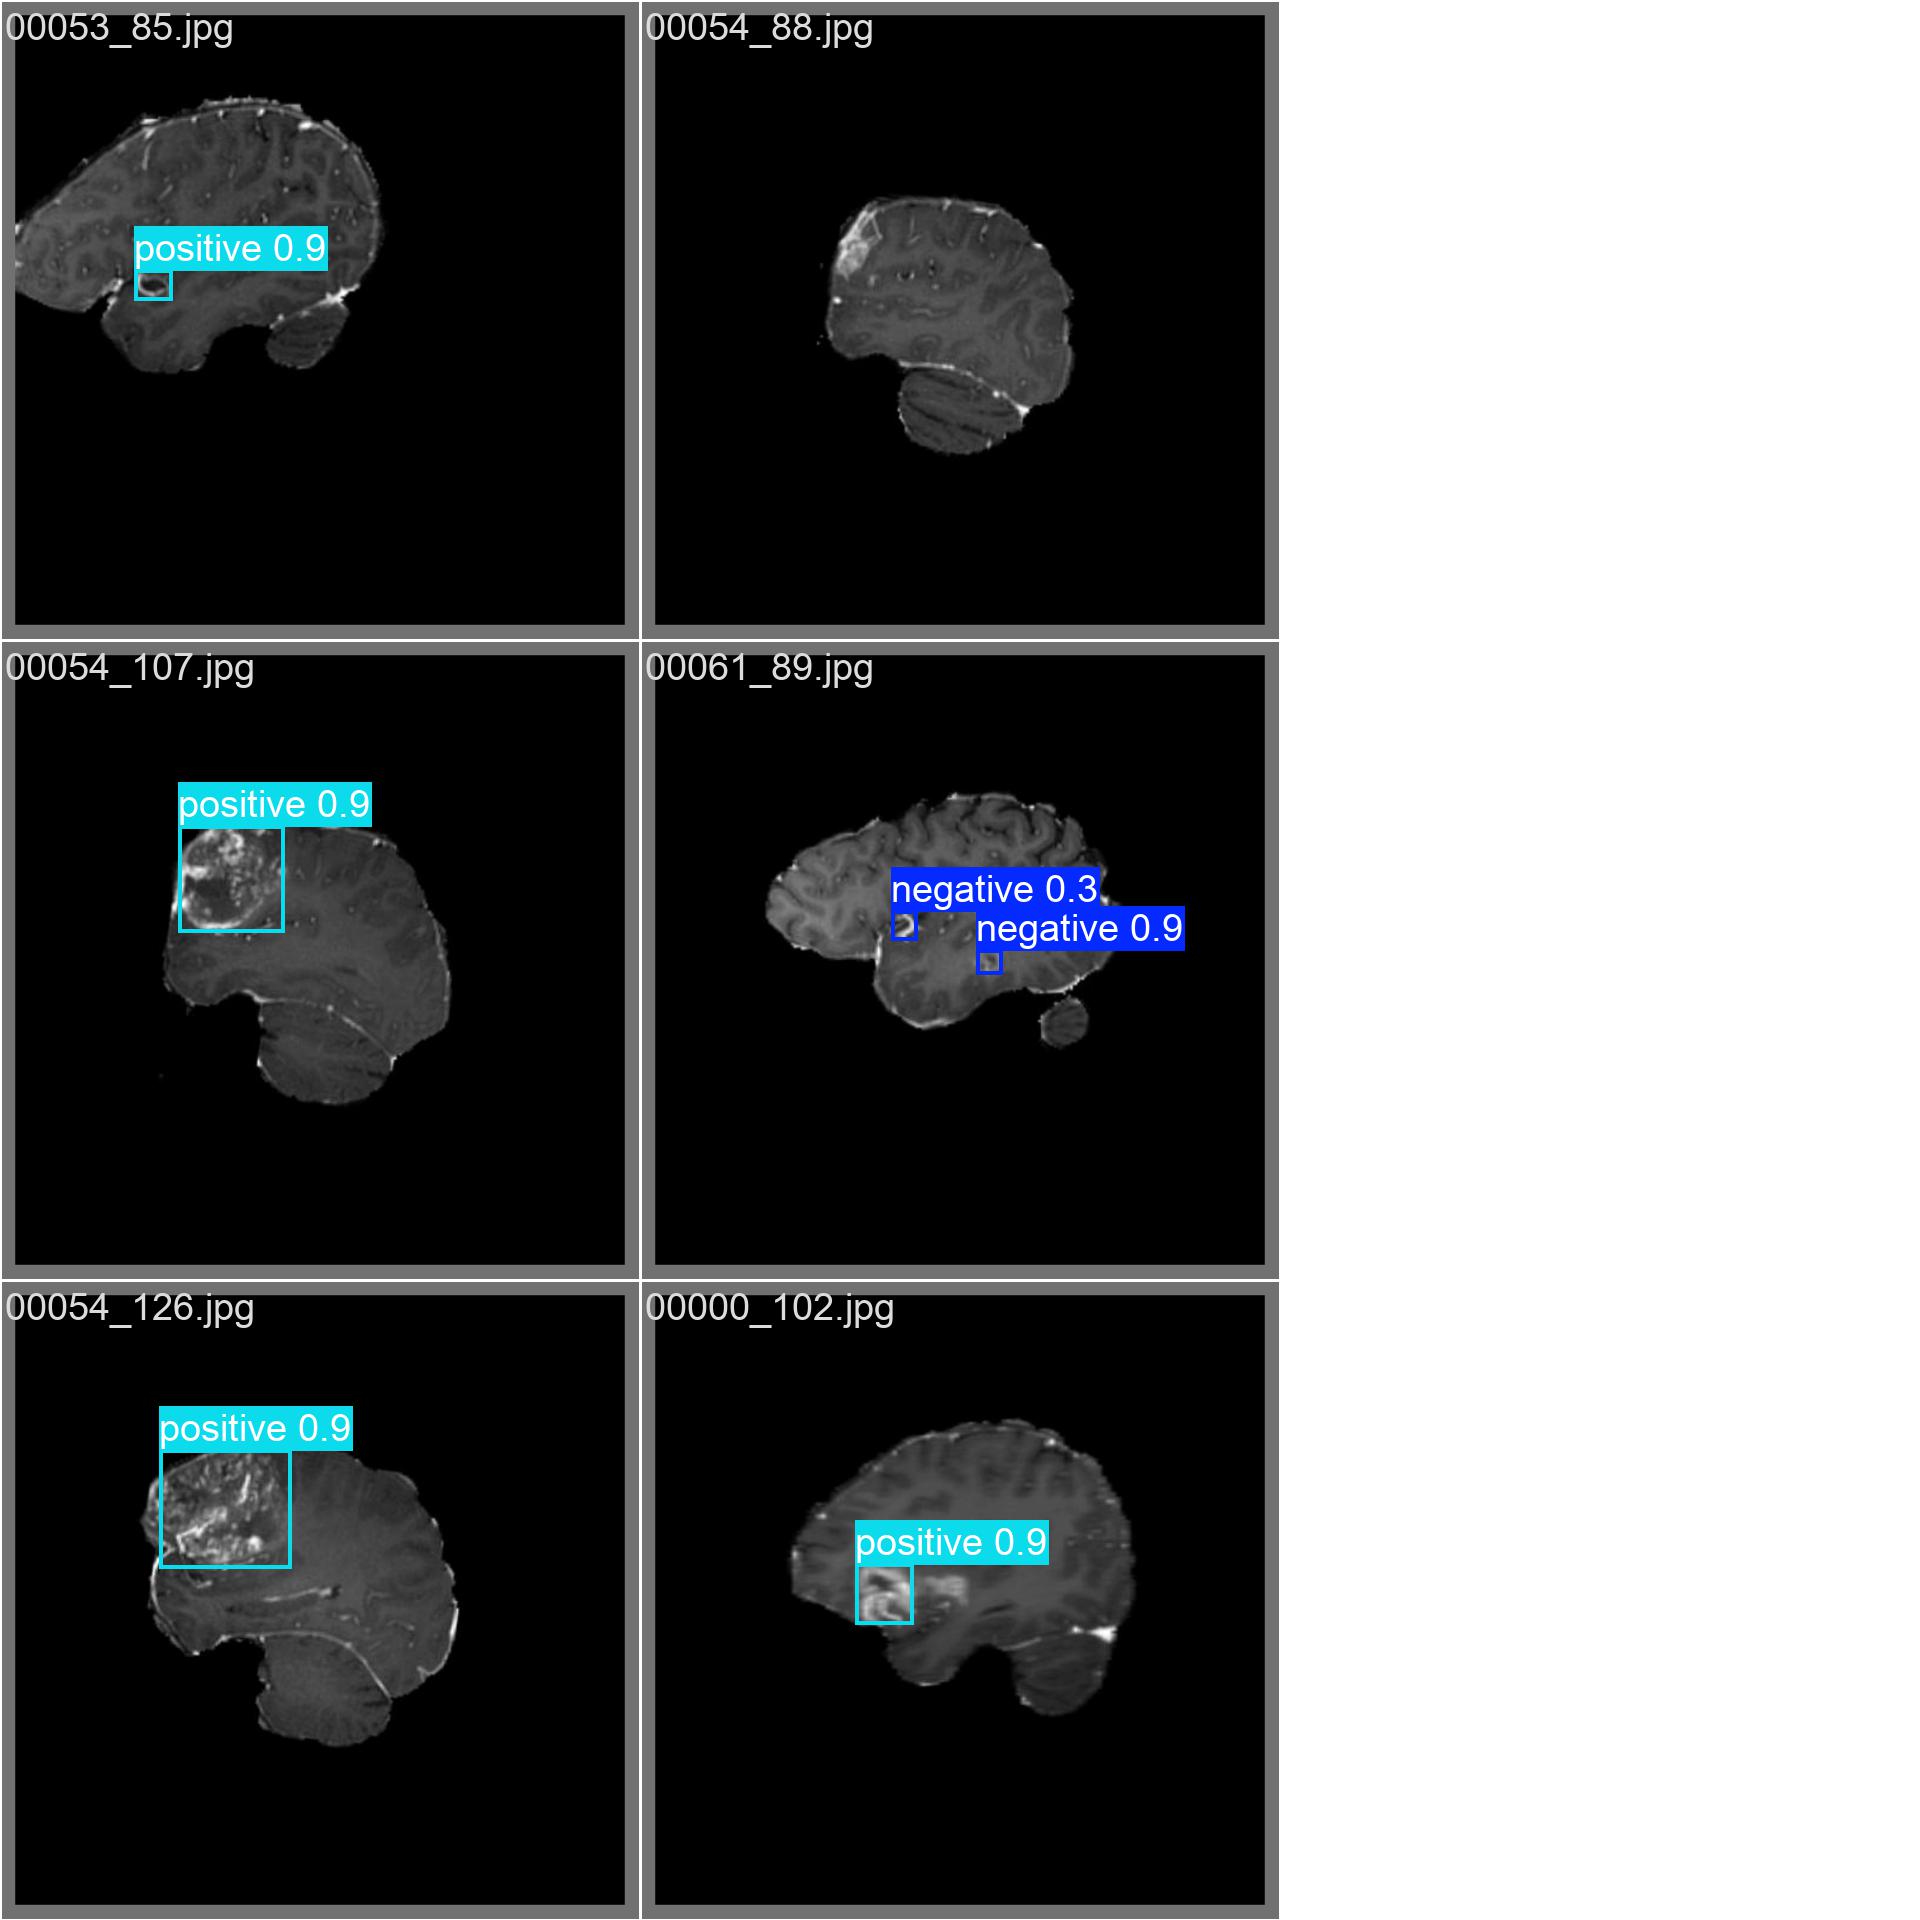 00053_85.jpg
positive 0.9
00054_88.jpg
00054_107.jpg
positive 0.9
00061_89.jpg
negative 0.3
negative 0.9
00054_126.jpg
positive 0.9
00000_102.jpg
positive 0.9